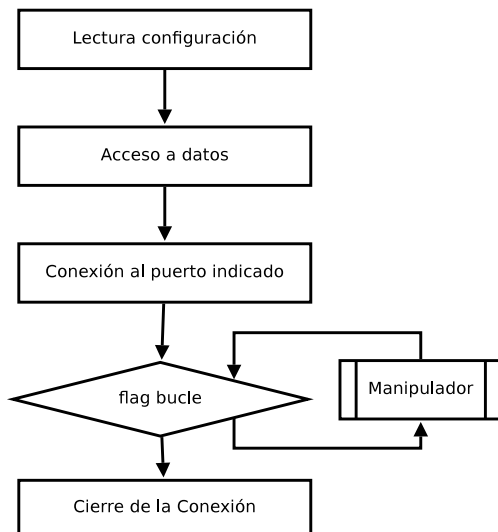 Lectura configuración
Acceso a datos
Conexión al puerto indicado
flag bucle
Manipulador
Cierre de la Conexión